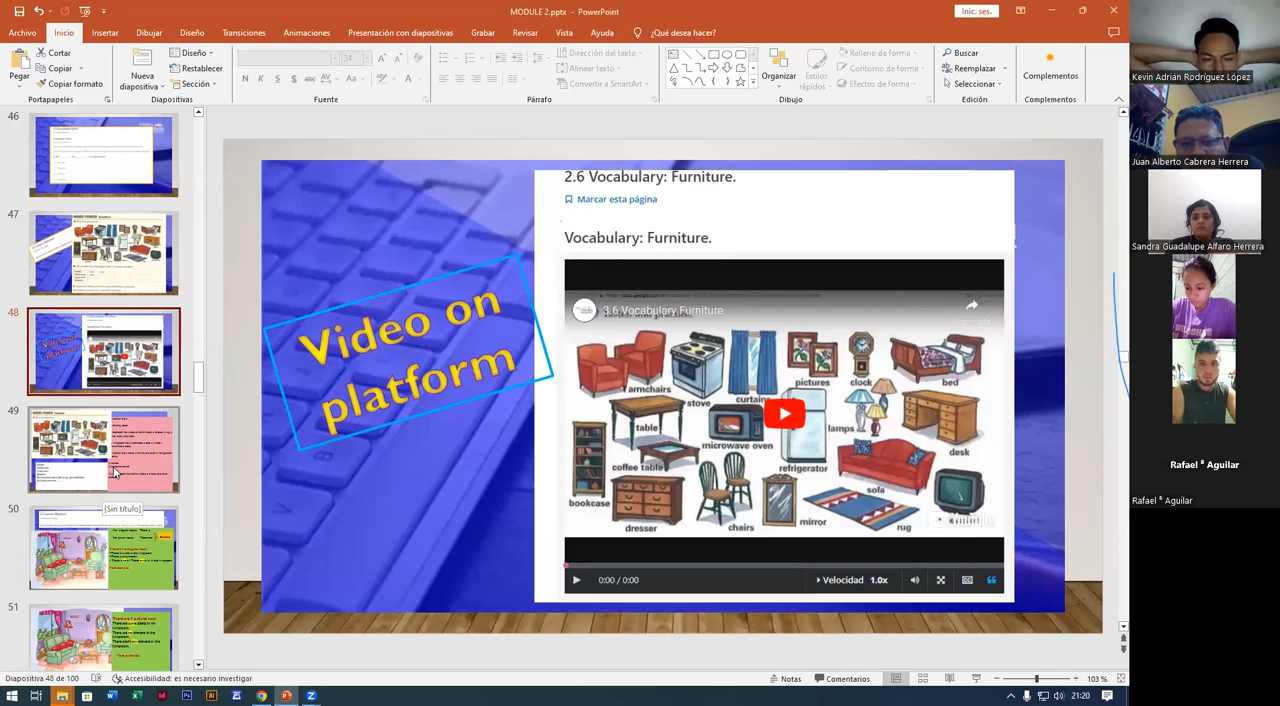 MODULE 2.pptx - PowerPoint
Inic. ses.
Archivo Inicio Insertar Dibujar Diseño Transiciones Animaciones Presentación con diapositivas Grabar Revisar Vista Ayuda ¿Qué desea hacer?
Pegar
Cortar
Copiar
Copiar formato
Portapapeles
Nueva
diapositiva
Diseño
Restablecer
Sección
Diapositivas
24
N K S S
Aa
A
Fuente
Dirección del texto
Alinear texto
Convertir a SmartArt
Párrafo
Organizar
Estilos
rápidos
Relleno de forma
Contorno de forma
Efectos de forma
Dibujo
Buscar
Reemplazar
Seleccionar
Edición
Complementos
Complementos
46
47
48
49
[Sin título]
50
51
Video on
platform
2.6 Vocabulary: Furniture.
Marcar esta página
Vocabulary: Furniture.
3.6 Vocabulary Furniture
armchairs
stove
curtains
pictures
clock
bed
table
microwave oven
lamps
coffee table
refrigerator
desk
bookcase
sofa
dresser
chairs
mirror
rug
0:00 / 0:00
Velocidad 1.0x
Diapositiva 48 de 100
Accesibilidad: es necesario investigar
Notas
Comentarios
103 %
21:20
Kevin Adrián Rodríguez López
Juan Alberto Cabrera Herrera
Sandra Guadalupe Alfaro Herrera
Rafael ª Aguilar
Rafael ª Aguilar